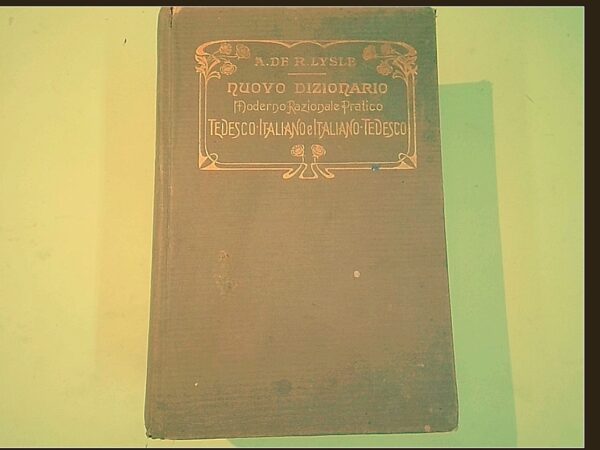 A. DE R. LYSLE
NUOVO DIZIONARIO
Moderno Razionale Pratico
TEDESCO-ITALIANO e ITALIANO-TEDESCO